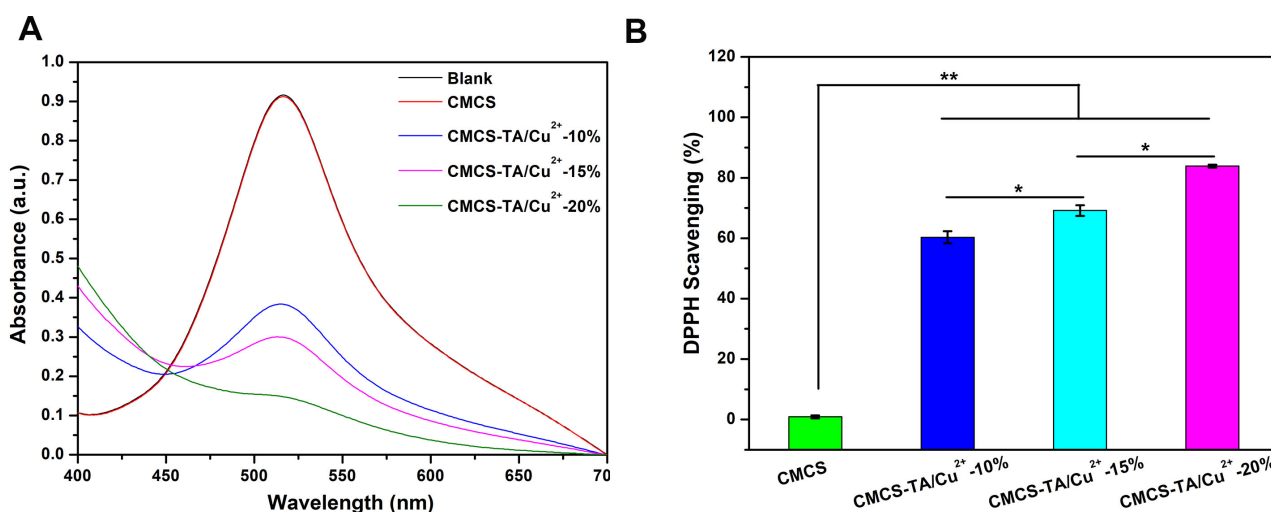 A
Absorbance (a.u.)
1.0
0.9
0.8
0.7
0.6
0.5
0.4
0.3
0.2
0.1
0.0
400 450 500 550 600 650 70
Wavelength (nm)
Blank
CMCS
CMCS-TA/Cu²⁺-10%
CMCS-TA/Cu²⁺-15%
CMCS-TA/Cu²⁺-20%
B
DPPH Scavenging (%)
120
100
80
60
40
20
0
**
*
*
CMCS
CMCS-TA/Cu²⁺-10%
CMCS-TA/Cu²⁺-15%
CMCS-TA/Cu²⁺-20%